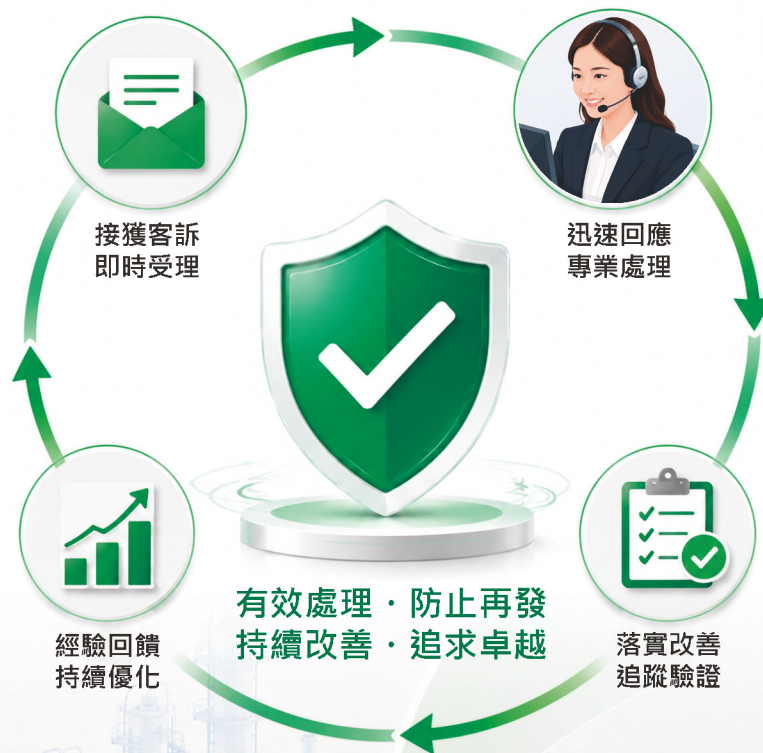 接獲客訴
即時受理
迅速回應
專業處理
有效處理・防止再發
持續改善・追求卓越
經驗回饋
持續優化
落實改善
追蹤驗證